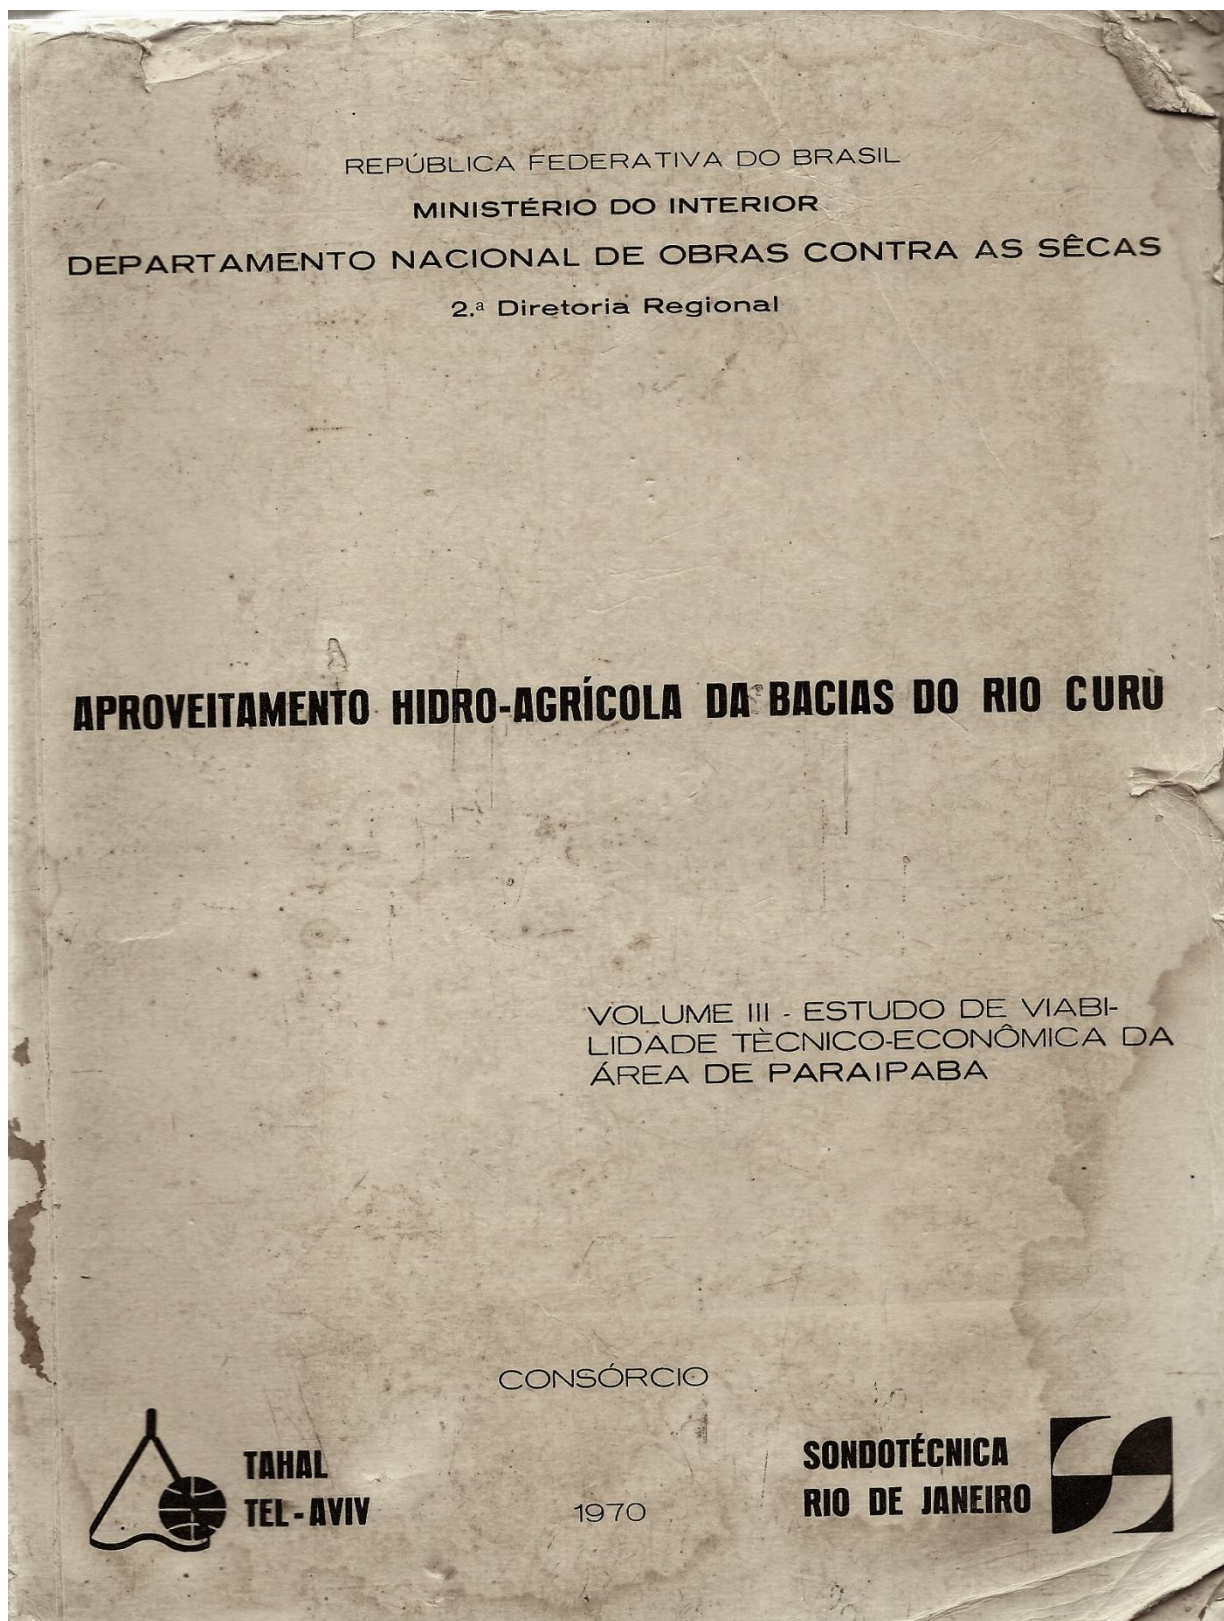 REPÚBLICA FEDERATIVA DO BRASIL
MINISTÉRIO DO INTERIOR
DEPARTAMENTO NACIONAL DE OBRAS CONTRA AS SÊCAS
2.ª Diretoria Regional
APROVEITAMENTO HIDRO-AGRÍCOLA DA BACIAS DO RIO CURU
VOLUME III - ESTUDO DE VIABI-
LIDADE TÈCNICO-ECONÔMICA DA
ÁREA DE PARAIPABA
CONSÓRCIO
TAHAL
TEL-AVIV
1970
SONDOTÉCNICA
RIO DE JANEIRO